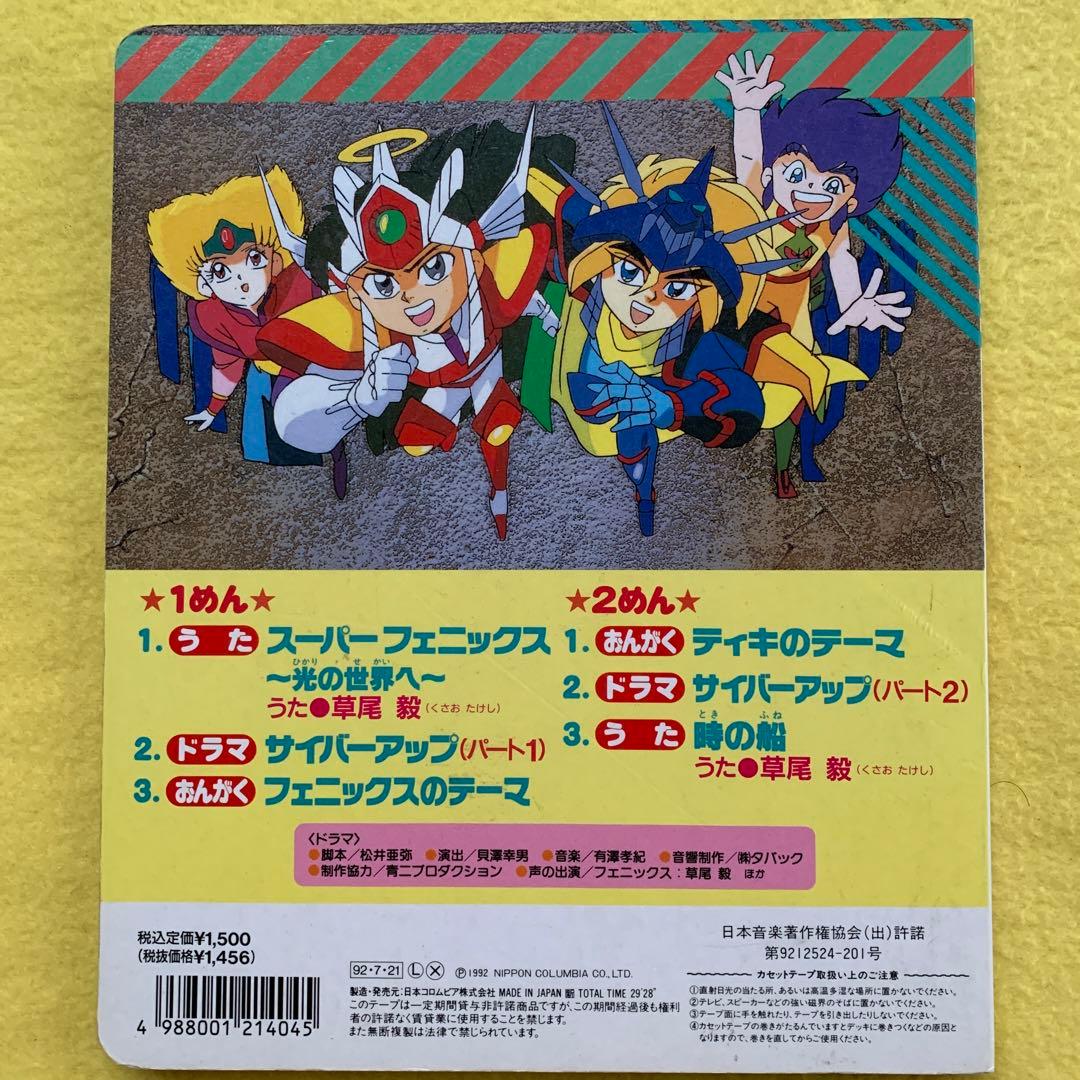 ★1めん★
1. うた スーパーフェニックス
ひかり せかい
〜光の世界へ〜
うた●草尾 毅（くさお たけし）
2. ドラマ サイバーアップ(パート1)
3. おんがく フェニックスのテーマ
★2めん★
1. おんがく ティキのテーマ
2. ドラマ サイバーアップ(パート2)
とき ふね
3. うた 時の船
うた●草尾 毅（くさお たけし）
〈ドラマ〉
●脚本／松井亜弥 ●演出／貝澤幸男 ●音楽／有澤孝紀 ●音響制作／㈱タバック
●制作協力／青二プロダクション ●声の出演／フェニックス：草尾 毅 ほか
税込定価¥1,500
(税抜価格¥1,456)
4 988001 214045
日本音楽著作権協会(出)許諾
第9212524-201号
92・7・21 Ⓛ Ⓧ Ⓟ1992 NIPPON COLUMBIA CO., LTD.
製造・発売元:日本コロムビア株式会社 MADE IN JAPAN TOTAL TIME 29'28"
このテープは一定期間貸与非許諾商品ですが、この期間経過後も権利
者の許諾なく賃貸業に使用することを禁じます。
また無断複製は法律で禁じられています。
カセットテープ取扱い上のご注意
①直射日光の当たる所、あるいは高温多湿な場所に置かないでください。
②テレビ、スピーカーなどの強い磁界のそばに置かないでください。
③テープ面に手を触れたり、テープを引き出したりしないでください。
④カセットテープの巻きがたるんでいますとデッキに巻きつくなどの原因と
なりますので、巻きを直してからご使用ください。